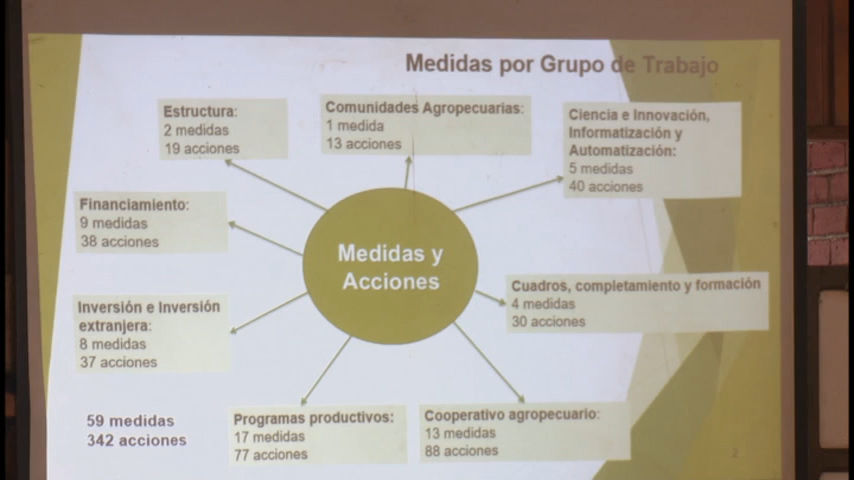 Medidas por Grupo de Trabajo
Estructura:
2 medidas
19 acciones
Comunidades Agropecuarias:
1 medida
13 acciones
Ciencia e Innovación,
Informatización y
Automatización:
5 medidas
40 acciones
Financiamiento:
9 medidas
38 acciones
Medidas y
Acciones
Cuadros, completamiento y formación
4 medidas
30 acciones
Inversión e Inversión
extranjera:
8 medidas
37 acciones
59 medidas
342 acciones
Programas productivos:
17 medidas
77 acciones
Cooperativo agropecuario:
13 medidas
88 acciones
2